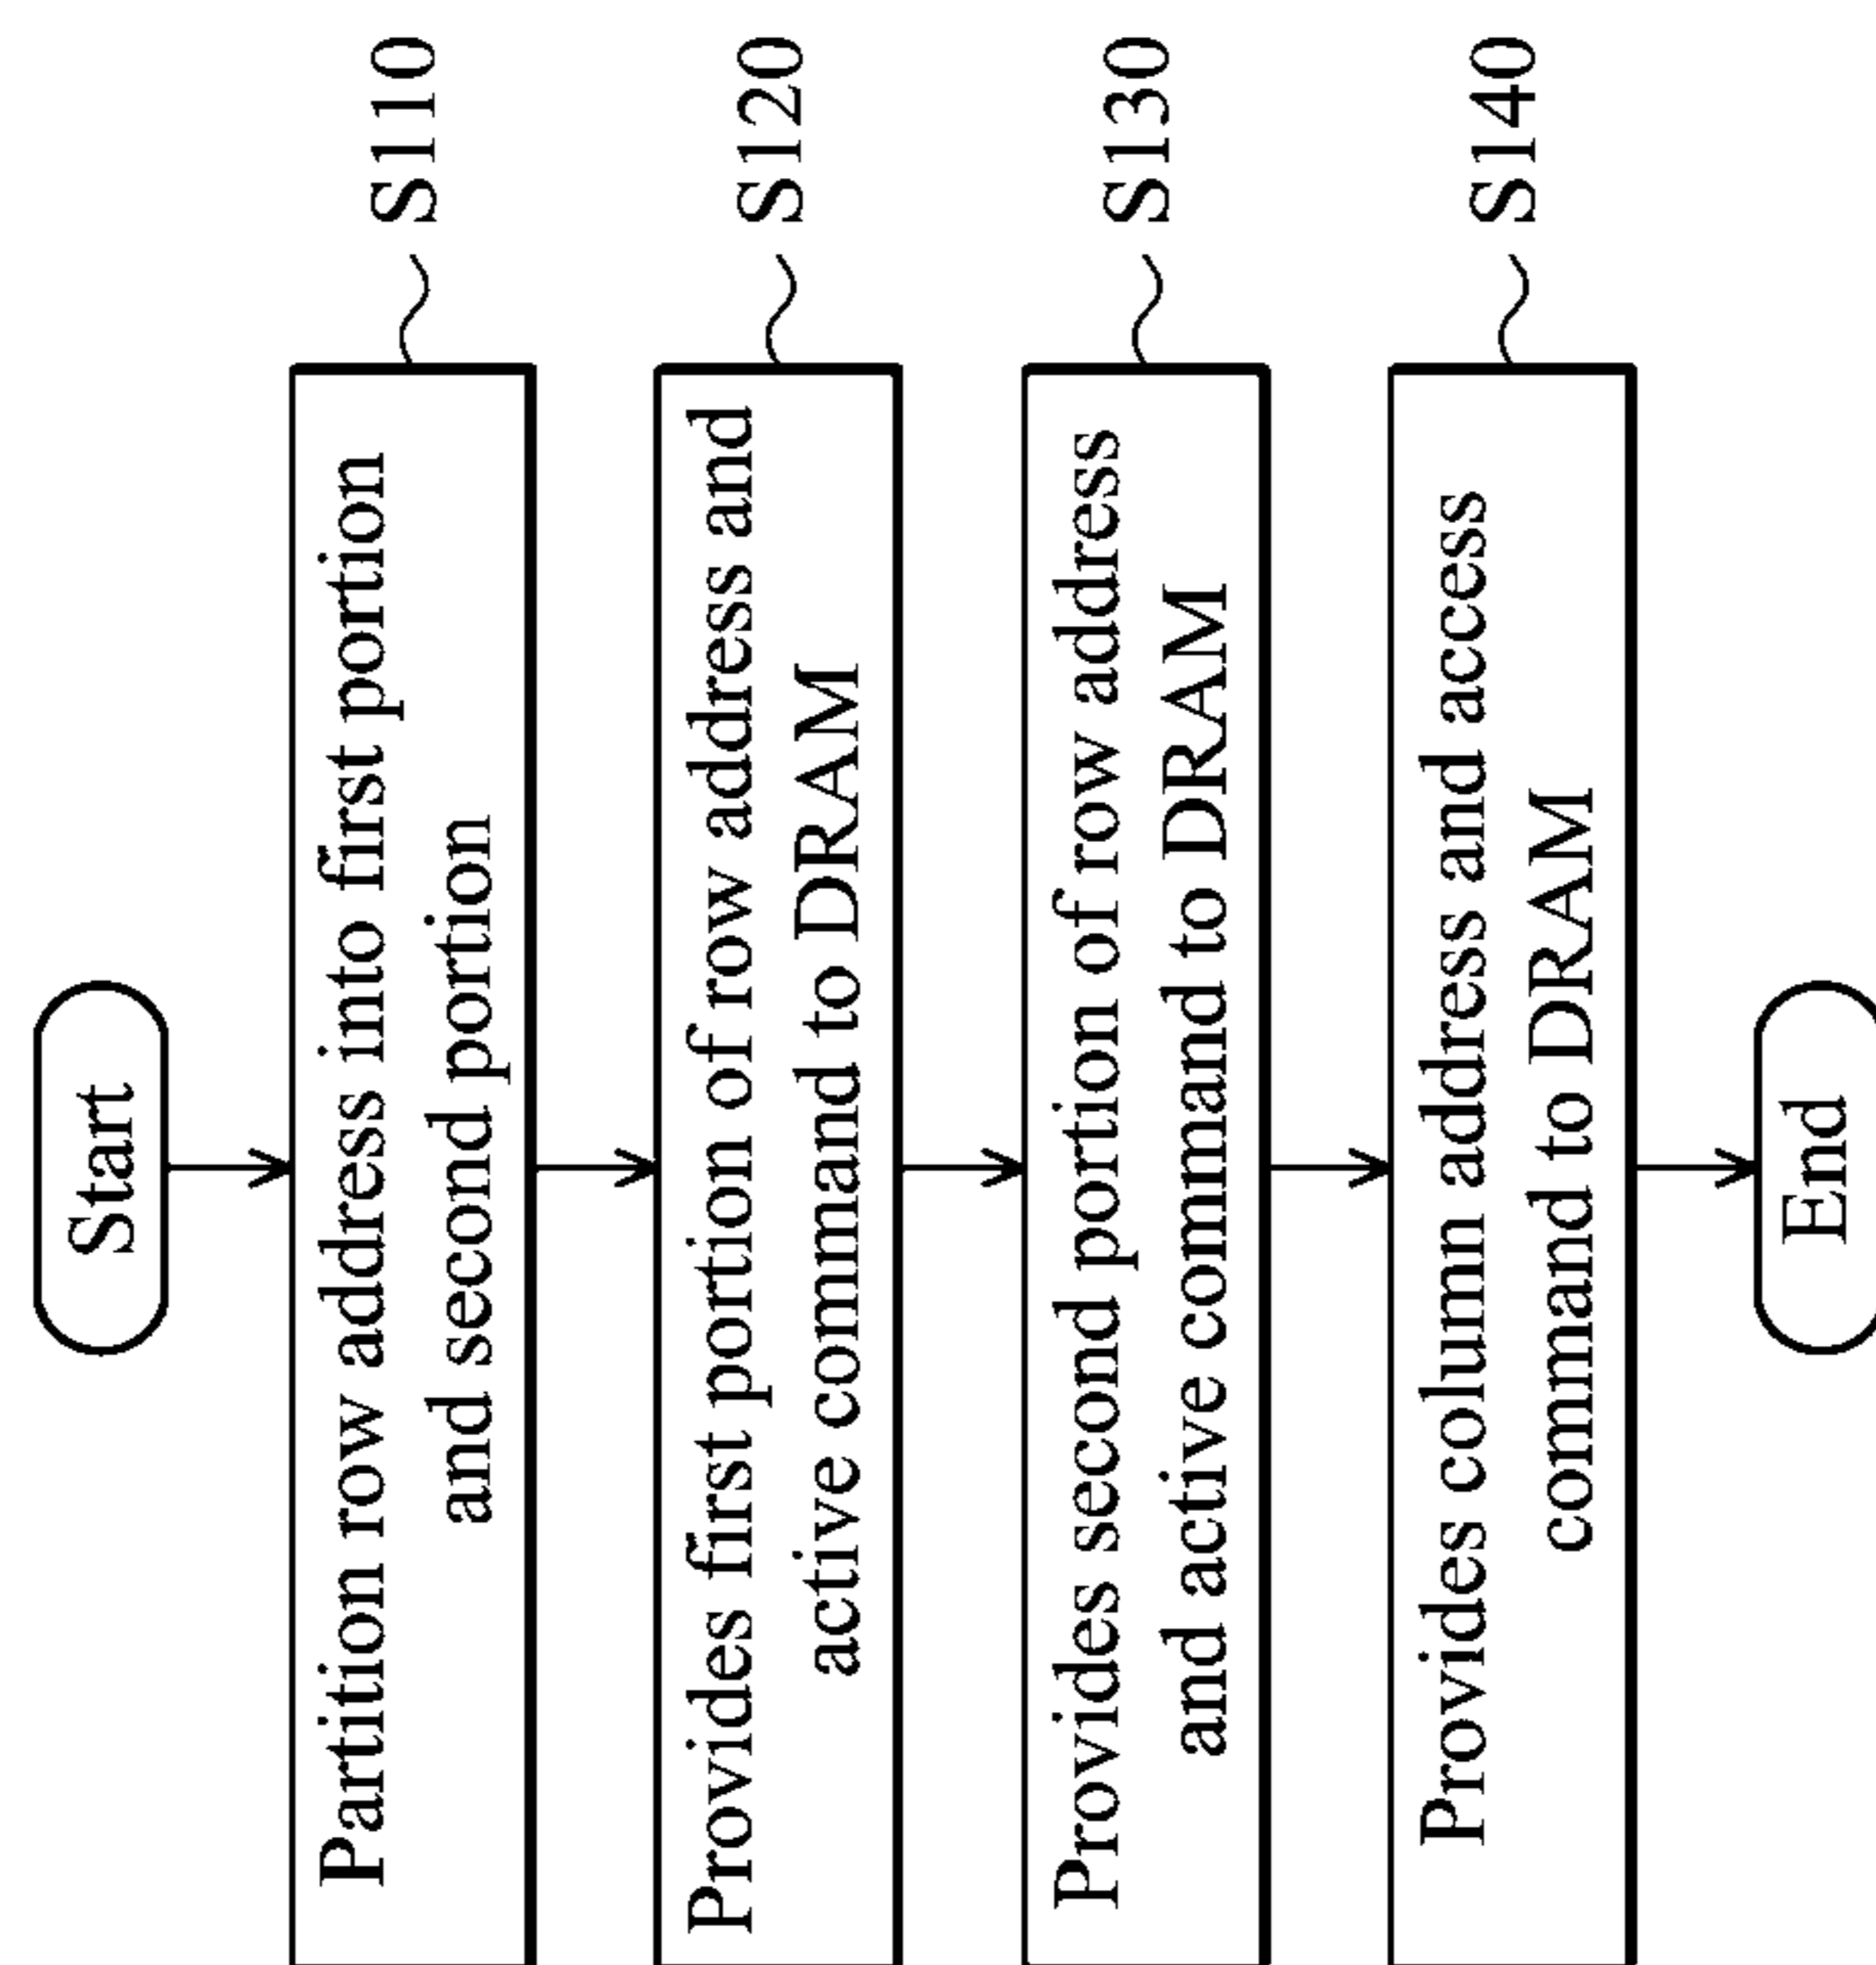 Start
Partition row address into first portion
and second portion
S110
Provides first portion of row address and
active command to DRAM
S120
Provides second portion of row address
and active command to DRAM
S130
Provides column address and access
command to DRAM
S140
End